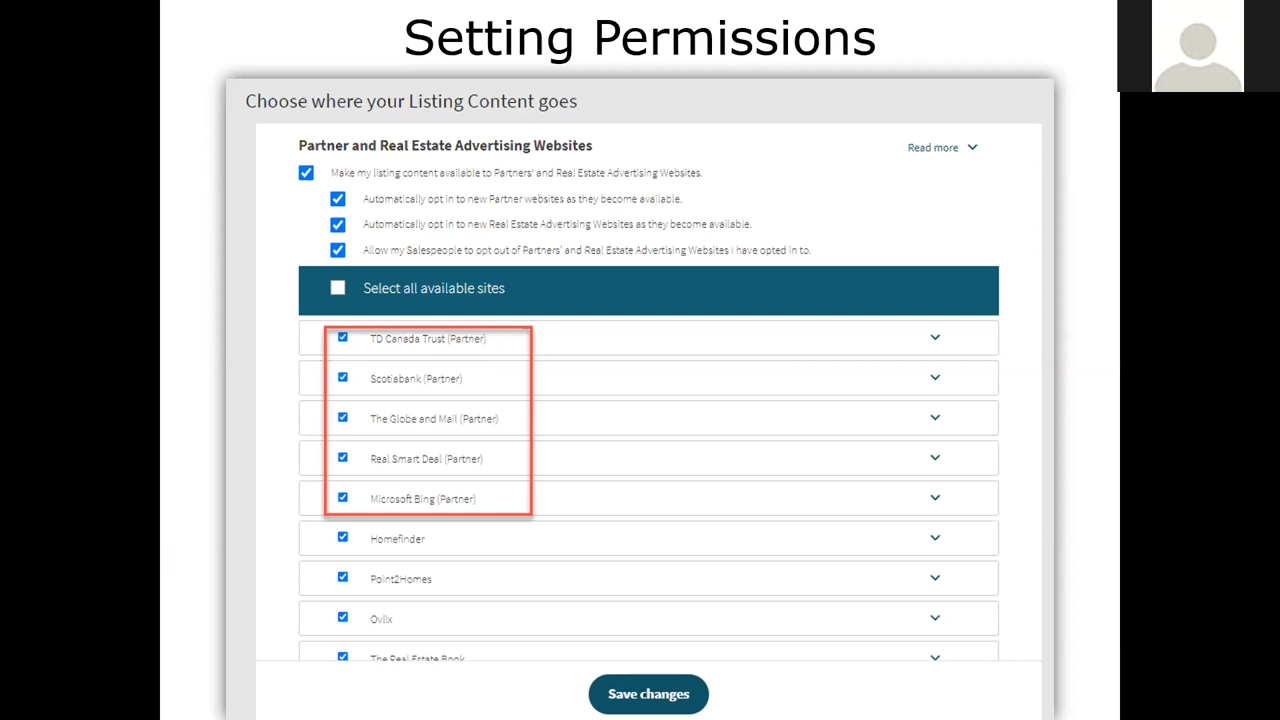 Setting Permissions
Choose where your Listing Content goes
Partner and Real Estate Advertising Websites
Read more
Make my listing content available to Partners' and Real Estate Advertising Websites.
Automatically opt in to new Partner websites as they become available.
Automatically opt in to new Real Estate Advertising Websites as they become available.
Allow my Salespeople to opt out of Partners' and Real Estate Advertising Websites I have opted in to.
Select all available sites
TD Canada Trust (Partner)
Scotiabank (Partner)
The Globe and Mail (Partner)
Real Smart Deal (Partner)
Microsoft Bing (Partner)
Homefinder
Point2Homes
Ovlix
The Real Estate Book
Save changes